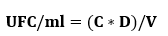 UFC/ml = (C * D)/V